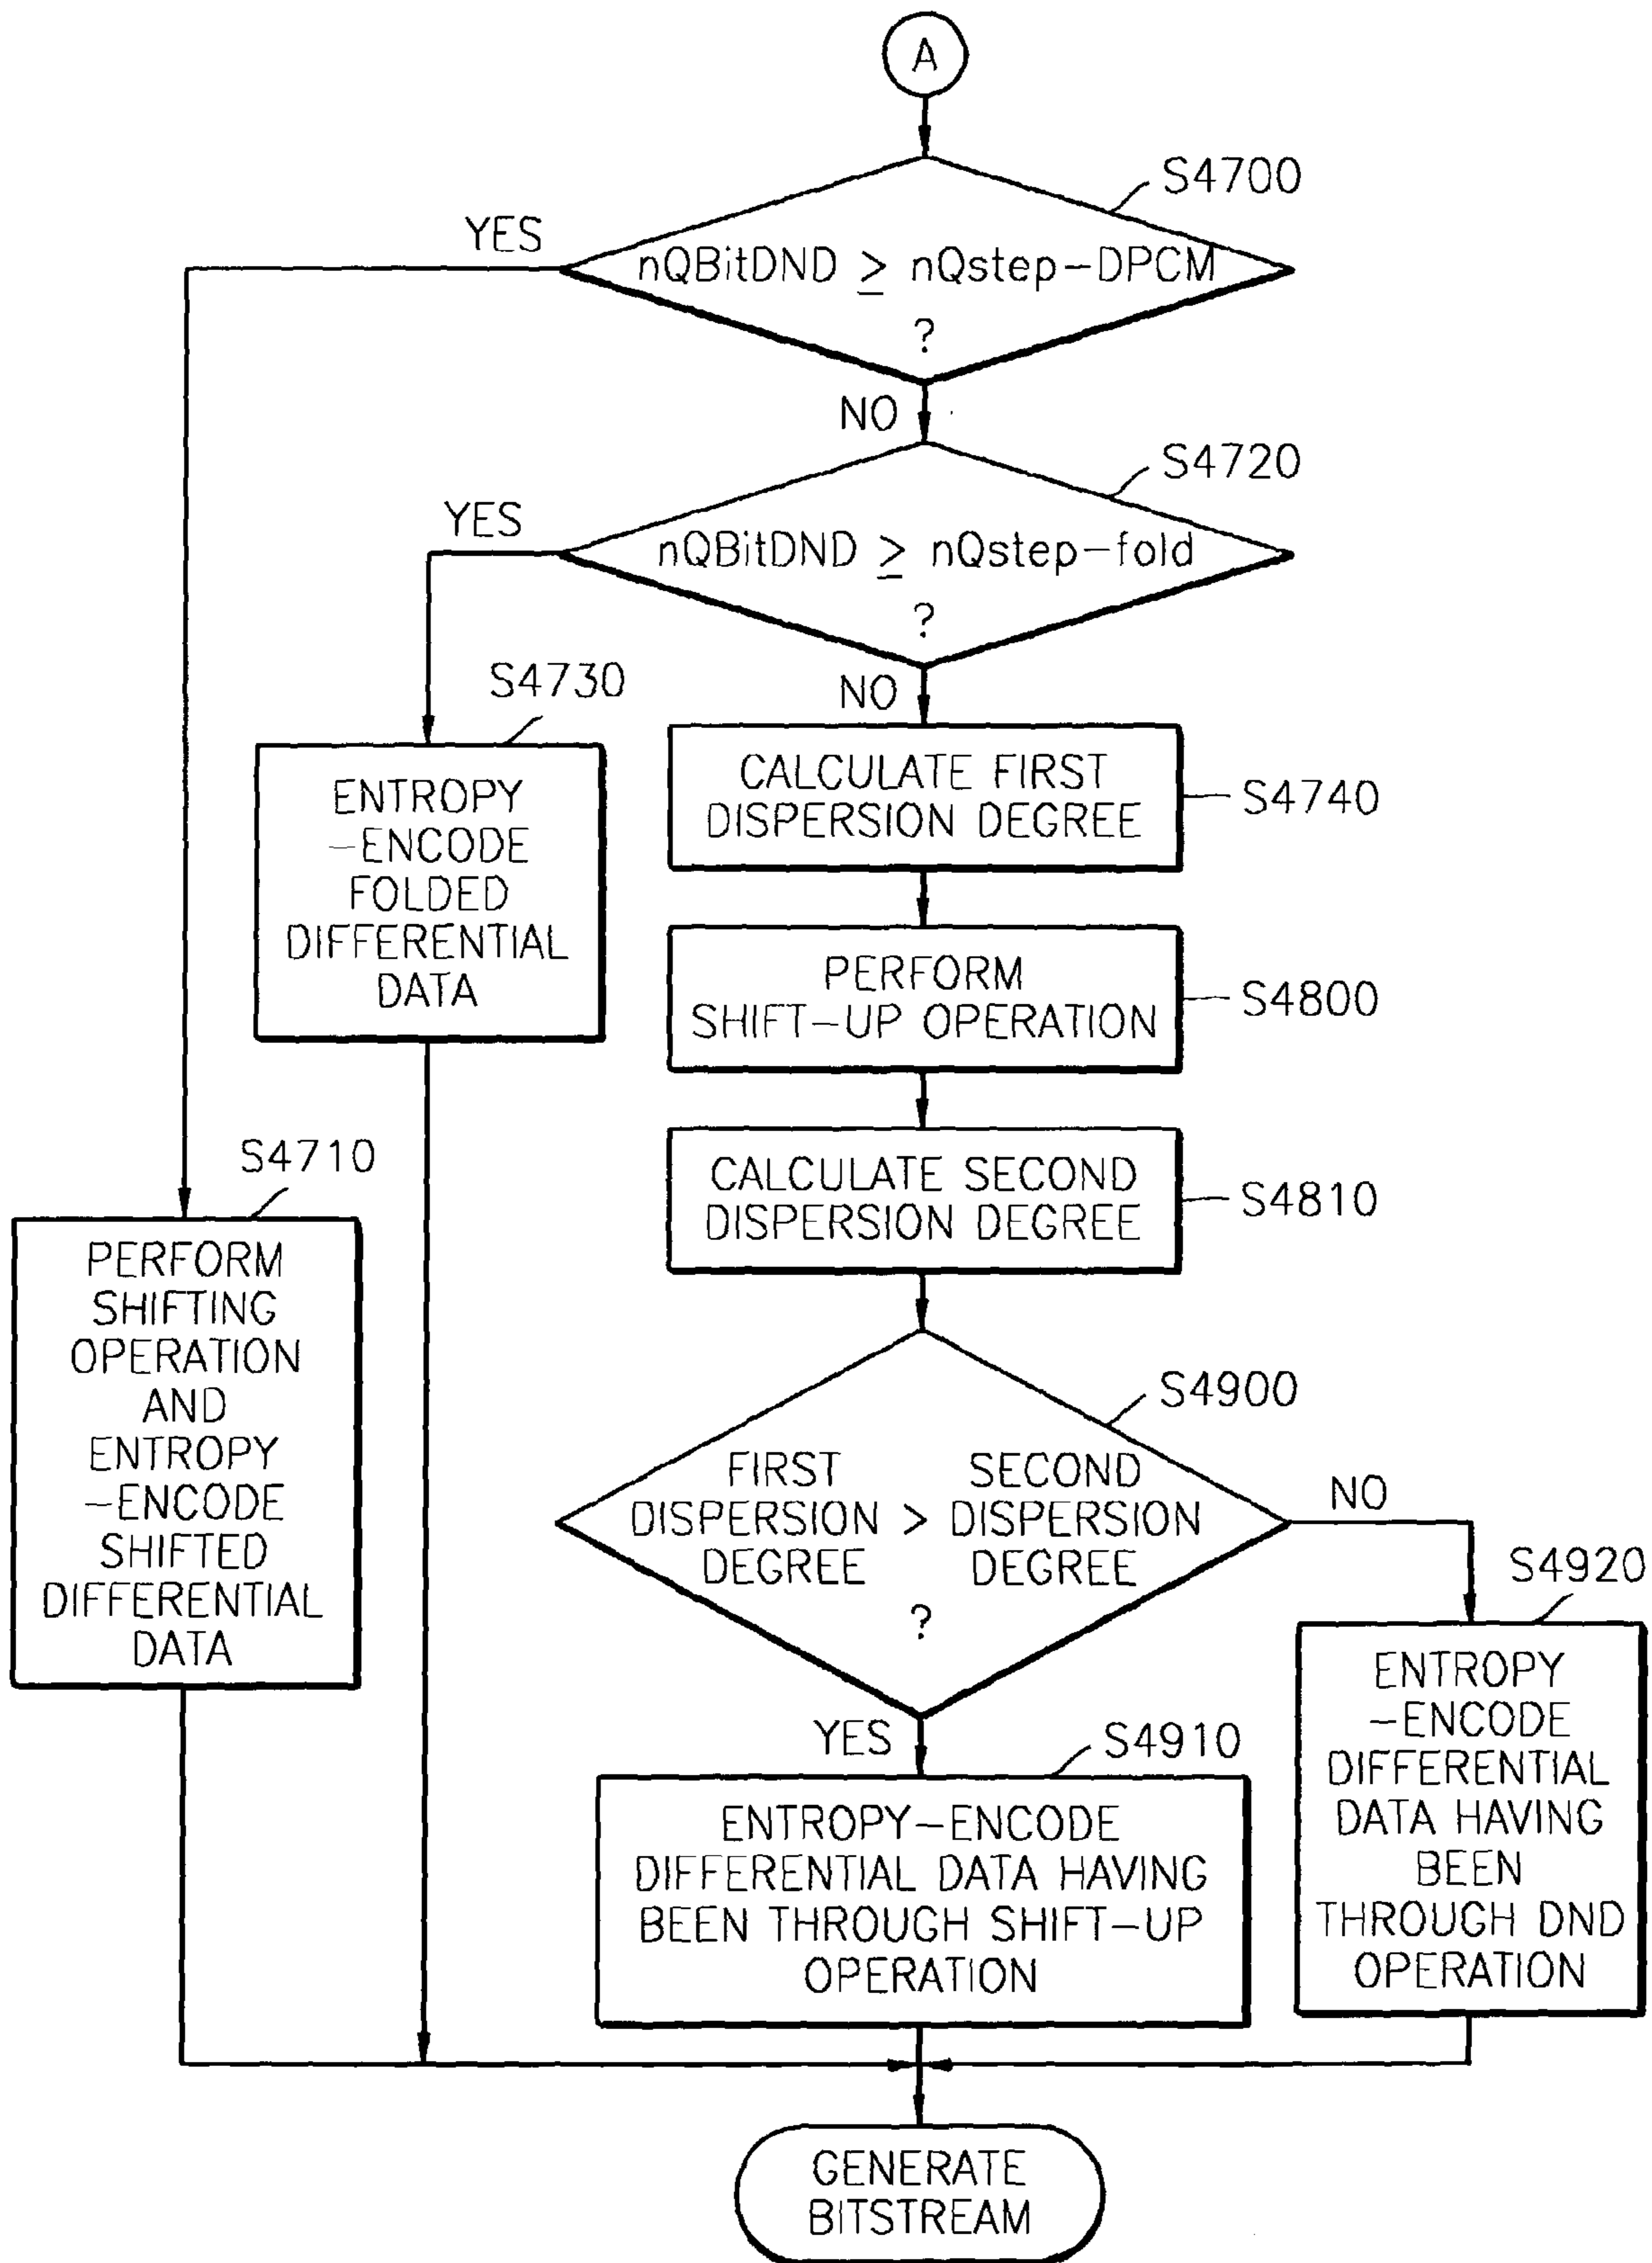 A
S4700
YES
nQBitDND ≥ nQstep-DPCM
?
NO
S4720
YES
nQBitDND ≥ nQstep-fold
?
NO
S4730
ENTROPY
-ENCODE
FOLDED
DIFFERENTIAL
DATA
CALCULATE FIRST
DISPERSION DEGREE
S4740
PERFORM
SHIFT-UP OPERATION
S4800
CALCULATE SECOND
DISPERSION DEGREE
S4810
S4710
PERFORM
SHIFTING
OPERATION
AND
ENTROPY
-ENCODE
SHIFTED
DIFFERENTIAL
DATA
S4900
FIRST SECOND
DISPERSION > DISPERSION
DEGREE DEGREE
?
NO
YES
S4920
ENTROPY
-ENCODE
DIFFERENTIAL
DATA HAVING
BEEN
THROUGH DND
OPERATION
S4910
ENTROPY-ENCODE
DIFFERENTIAL DATA HAVING
BEEN THROUGH SHIFT-UP
OPERATION
GENERATE
BITSTREAM